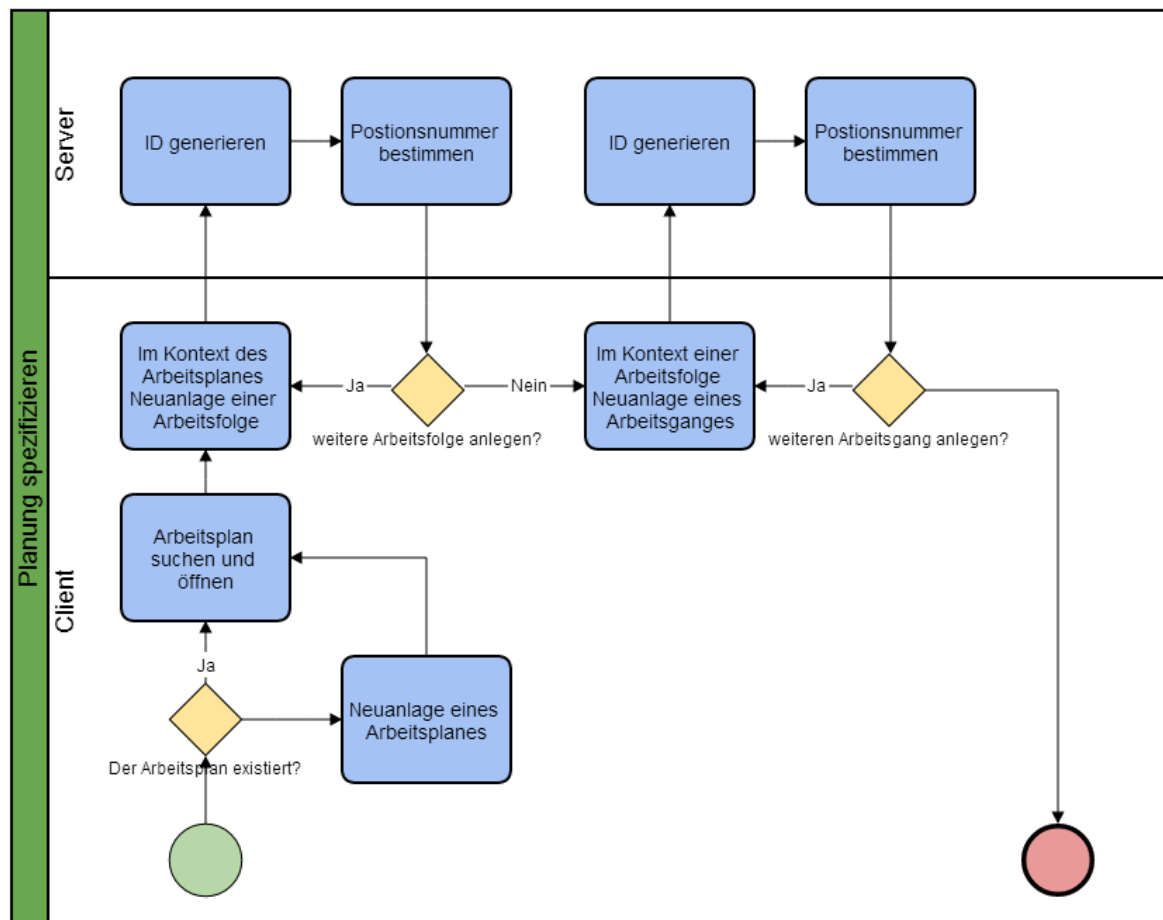 Planung spezifizieren
Server
ID generieren
Postionsnummer
bestimmen
ID generieren
Postionsnummer
bestimmen
Client
Im Kontext des
Arbeitsplanes
Neuanlage einer
Arbeitsfolge
Ja
Nein
weitere Arbeitsfolge anlegen?
Im Kontext einer
Arbeitsfolge
Neuanlage eines
Arbeitsganges
Ja
weiteren Arbeitsgang anlegen?
Arbeitsplan
suchen und
öffnen
Ja
Neuanlage eines
Arbeitsplanes
Der Arbeitsplan existiert?